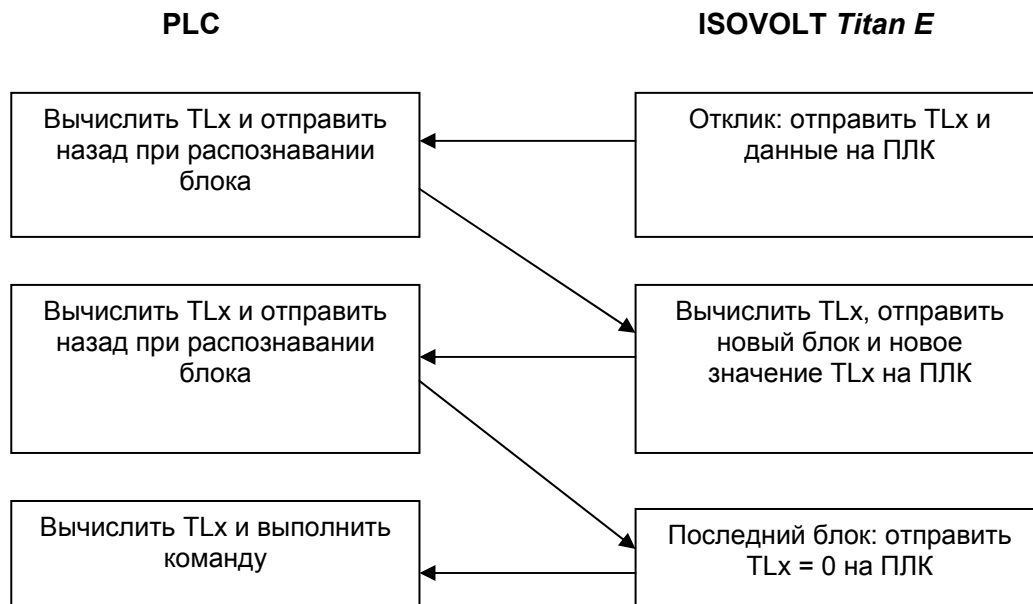 PLC
ISOVOLT Titan E
Вычислить TLx и отправить
назад при распознавании
блока
Отклик: отправить TLx и
данные на ПЛК
Вычислить TLx и отправить
назад при распознавании
блока
Вычислить TLx, отправить
новый блок и новое
значение TLx на ПЛК
Вычислить TLx и выполнить
команду
Последний блок: отправить
TLx = 0 на ПЛК